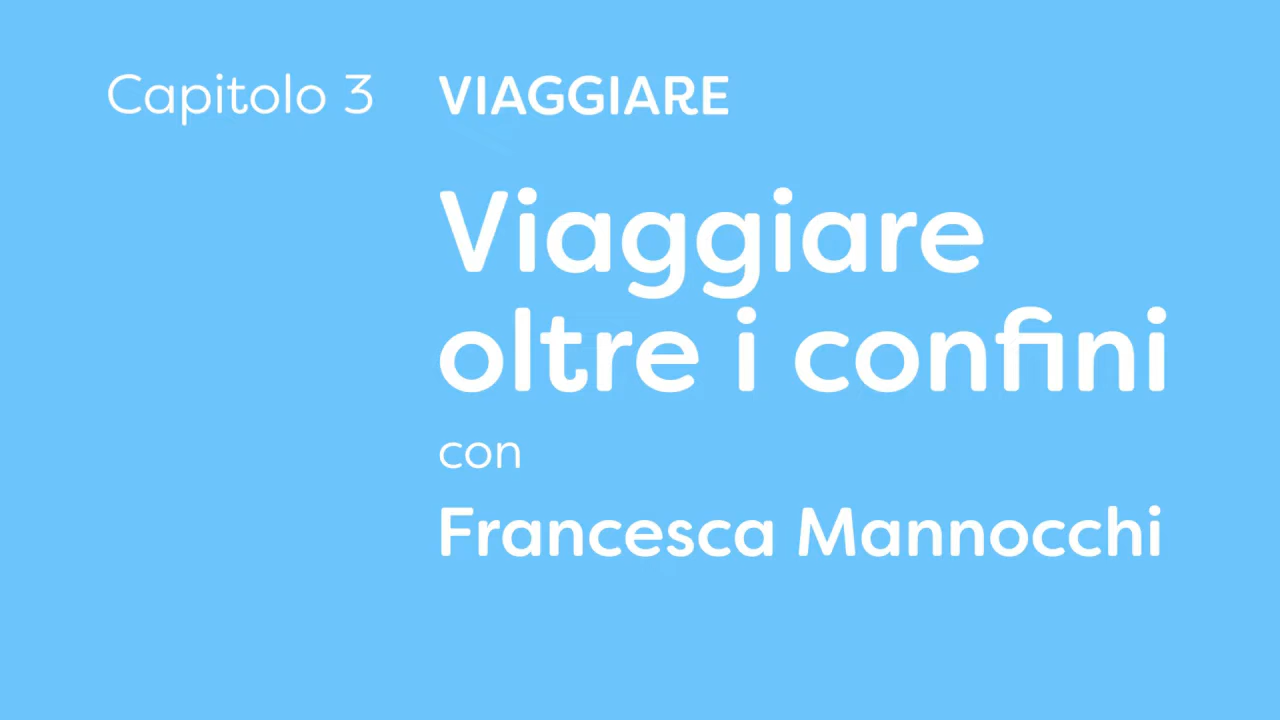 Capitolo 3 VIAGGIARE
Viaggiare
oltre i confini
con
Francesca Mannocchi